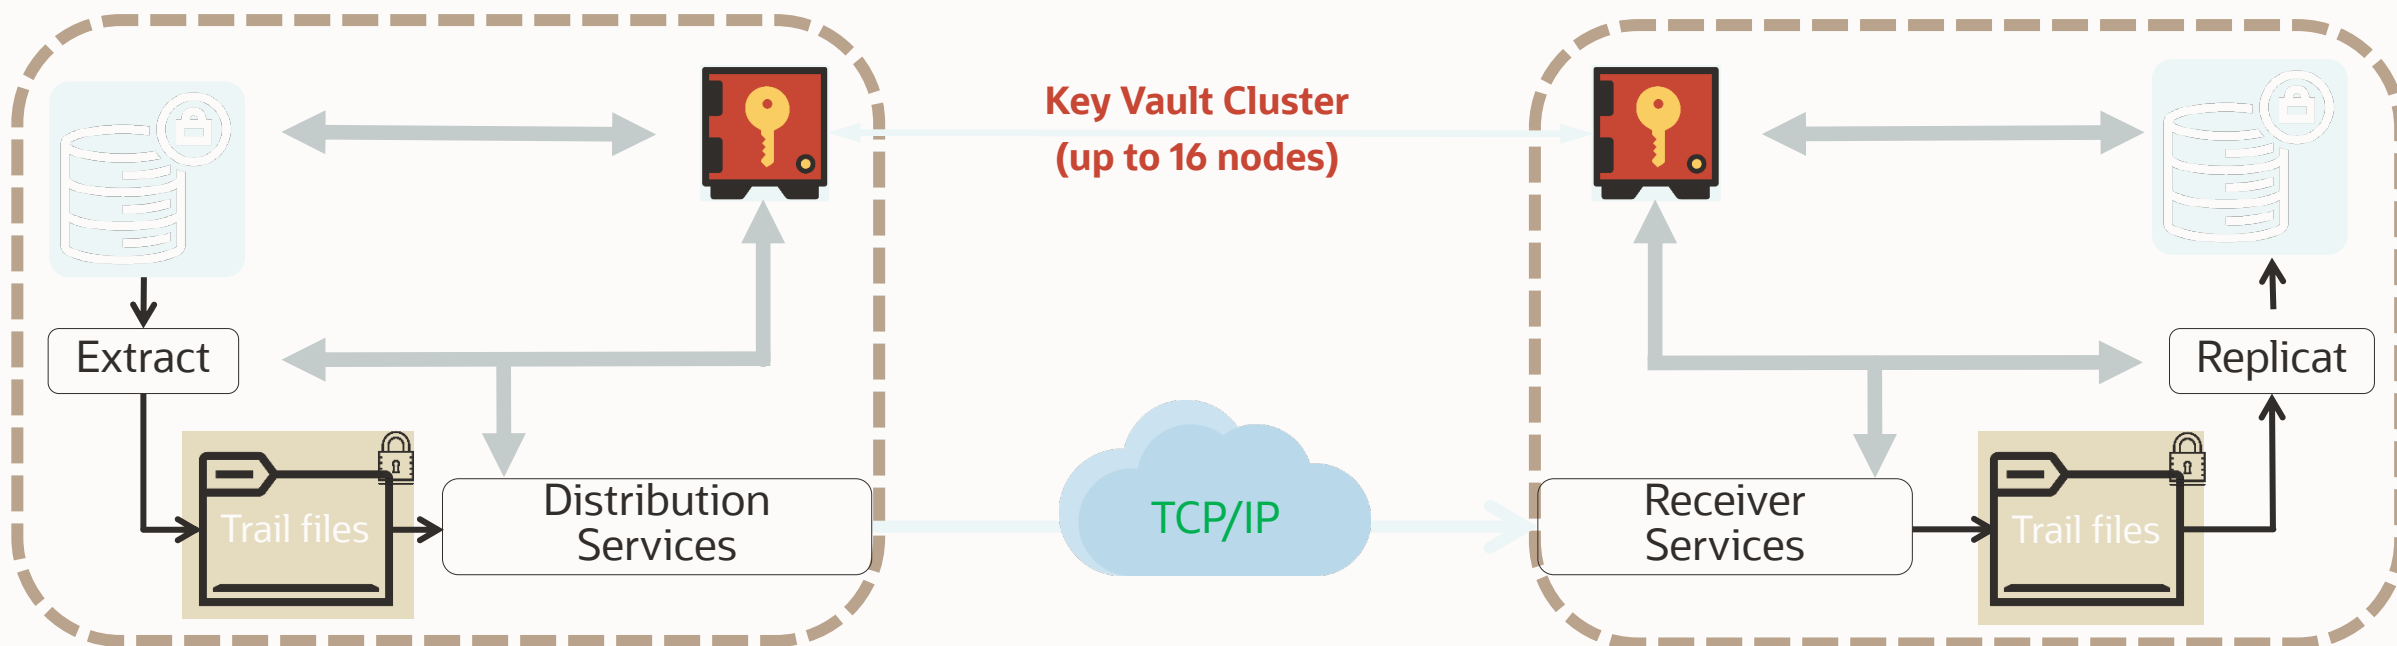 Key Vault Cluster
(up to 16 nodes)
Extract
Replicat
Trail files
Distribution
Services
TCP/IP
Receiver
Services
Trail files